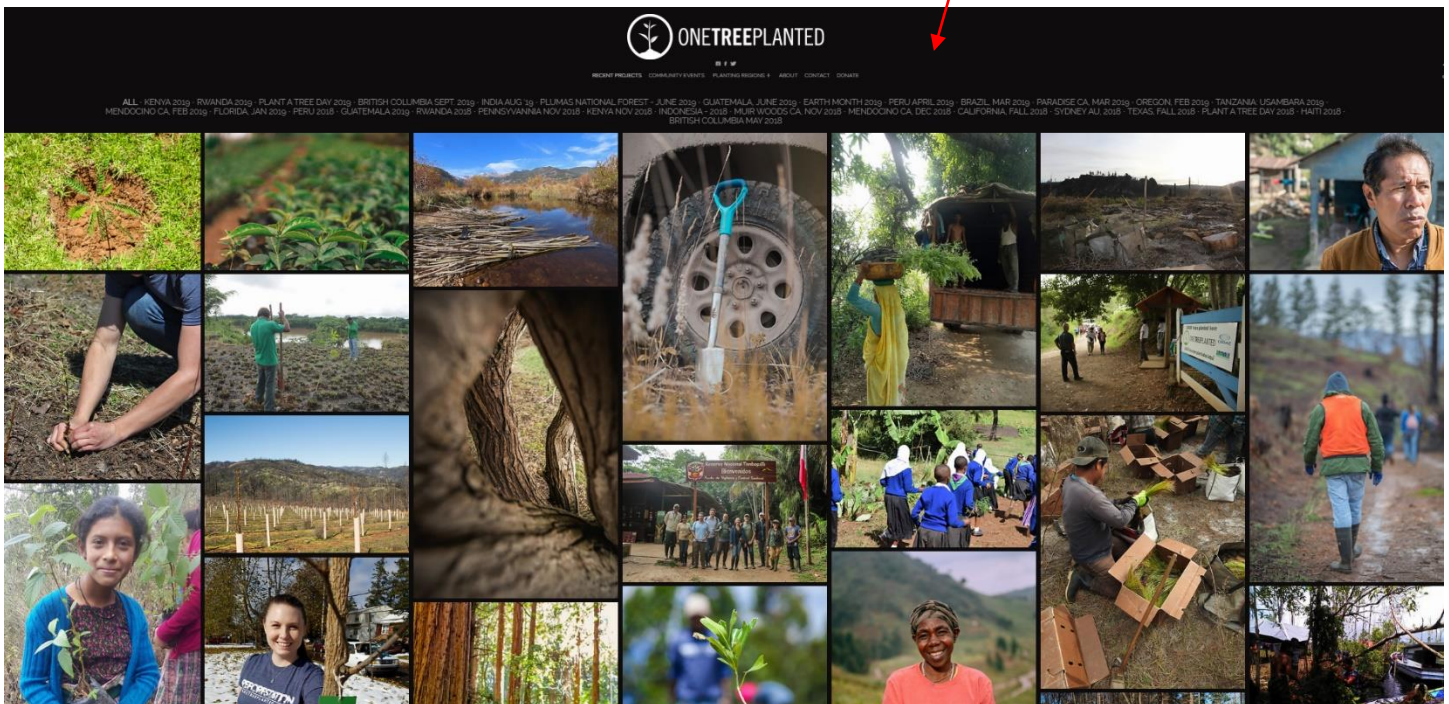 ONETREEPLANTED
RECENT PROJECTS COMMUNITY EVENTS PLANTING REGIONS ABOUT CONTACT DONATE
ALL · KENYA 2019 · RWANDA 2019 · PLANT A TREE DAY 2019 · BRITISH COLUMBIA SEPT. 2019 · INDIA AUG '19 · PLUMAS NATIONAL FOREST - JUNE 2019 · GUATEMALA, JUNE 2019 · EARTH MONTH 2019 · PERU APRIL 2019 · BRAZIL, MAR 2019 · PARADISE CA, MAR 2019 · OREGON, FEB 2019 · TANZANIA: USAMBARA 2019 ·
MENDOCINO CA, FEB 2019 · FLORIDA, JAN 2019 · PERU 2018 · GUATEMALA 2019 · RWANDA 2018 · PENNSYVANNIA NOV 2018 · KENYA NOV 2018 · INDONESIA - 2018 · MUIR WOODS CA, NOV 2018 · MENDOCINO CA, DEC 2018 · CALIFORNIA, FALL 2018 · SYDNEY AU, 2018 · TEXAS, FALL 2018 · PLANT A TREE DAY 2018 · HAITI 2018 ·
BRITISH COLUMBIA MAY 2018
Bienvenidos
ONETREEPLANTED
REFORESTATION